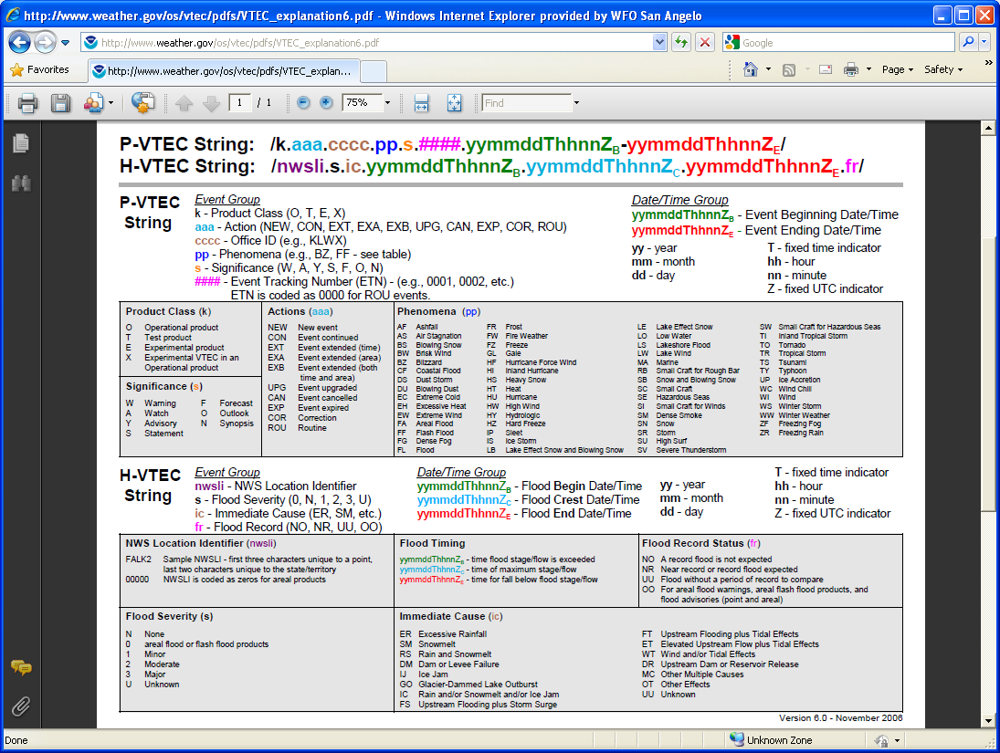 http://www.weather.gov/os/vtec/pdfs/VTEC_explanation6.pdf - Windows Internet Explorer provided by WFO San Angelo
http://www.weather.gov/os/vtec/pdfs/VTEC_explanation6.pdf
Google
Favorites
http://www.weather.gov/os/vtec/pdfs/VTEC_explan...
Page
Safety
»
1 / 1
75%
Find
P-VTEC String: /k.aaa.cccc.pp.s.####.yymmddThhnnZB-yymmddThhnnZE/
H-VTEC String: /nwsli.s.ic.yymmddThhnnZB.yymmddThhnnZC.yymmddThhnnZE.fr/
P-VTEC
String
Event Group
k - Product Class (O, T, E, X)
aaa - Action (NEW, CON, EXT, EXA, EXB, UPG, CAN, EXP, COR, ROU)
cccc - Office ID (e.g., KLWX)
pp - Phenomena (e.g., BZ, FF - see table)
s - Significance (W, A, Y, S, F, O, N)
#### - Event Tracking Number (ETN) - (e.g., 0001, 0002, etc.)
ETN is coded as 0000 for ROU events.
Date/Time Group
yymmddThhnnZB - Event Beginning Date/Time
yymmddThhnnZE - Event Ending Date/Time
yy - year
mm - month
dd - day
T - fixed time indicator
hh - hour
nn - minute
Z - fixed UTC indicator
Product Class (k)
O Operational product
T Test product
E Experimental product
X Experimental VTEC in an
Operational product
Significance (s)
W Warning F Forecast
A Watch O Outlook
Y Advisory N Synopsis
S Statement
Actions (aaa)
NEW New event
CON Event continued
EXT Event extended (time)
EXA Event extended (area)
EXB Event extended (both
time and area)
UPG Event upgraded
CAN Event cancelled
EXP Event expired
COR Correction
ROU Routine
Phenomena (pp)
AF Ashfall
AS Air Stagnation
BS Blowing Snow
BW Brisk Wind
BZ Blizzard
CF Coastal Flood
DS Dust Storm
DU Blowing Dust
EC Extreme Cold
EH Excessive Heat
EW Extreme Wind
FA Areal Flood
FF Flash Flood
FG Dense Fog
FL Flood
FR Frost
FW Fire Weather
FZ Freeze
GL Gale
HF Hurricane Force Wind
HI Inland Hurricane
HS Heavy Snow
HT Heat
HU Hurricane
HW High Wind
HY Hydrologic
HZ Hard Freeze
IP Sleet
IS Ice Storm
LB Lake Effect Snow and Blowing Snow
LE Lake Effect Snow
LO Low Water
LS Lakeshore Flood
LW Lake Wind
MA Marine
RB Small Craft for Rough Bar
SB Snow and Blowing Snow
SC Small Craft
SE Hazardous Seas
SI Small Craft for Winds
SM Dense Smoke
SN Snow
SR Storm
SU High Surf
SV Severe Thunderstorm
SW Small Craft for Hazardous Seas
TI Inland Tropical Storm
TO Tornado
TR Tropical Storm
TS Tsunami
TY Typhoon
UP Ice Accretion
WC Wind Chill
WI Wind
WS Winter Storm
WW Winter Weather
ZF Freezing Fog
ZR Freezing Rain
H-VTEC
String
Event Group
nwsli - NWS Location Identifier
s - Flood Severity (0, N, 1, 2, 3, U)
ic - Immediate Cause (ER, SM, etc.)
fr - Flood Record (NO, NR, UU, OO)
Date/Time Group
yymmddThhnnZB - Flood Begin Date/Time
yymmddThhnnZC - Flood Crest Date/Time
yymmddThhnnZE - Flood End Date/Time
yy - year
mm - month
dd - day
T - fixed time indicator
hh - hour
nn - minute
Z - fixed UTC indicator
NWS Location Identifier (nwsli)
FALK2 Sample NWSLI - first three characters unique to a point,
last two characters unique to the state/territory
00000 NWSLI is coded as zeros for areal products
Flood Timing
yymmddThhnnZB - time flood stage/flow is exceeded
yymmddThhnnZC - time of maximum stage/flow
yymmddThhnnZE - time for fall below flood stage/flow
Flood Record Status (fr)
NO A record flood is not expected
NR Near record or record flood expected
UU Flood without a period of record to compare
OO For areal flood warnings, areal flash flood products, and
flood advisories (point and areal)
Flood Severity (s)
N None
0 areal flood or flash flood products
1 Minor
2 Moderate
3 Major
U Unknown
Immediate Cause (ic)
ER Excessive Rainfall
SM Snowmelt
RS Rain and Snowmelt
DM Dam or Levee Failure
IJ Ice Jam
GO Glacier-Dammed Lake Outburst
IC Rain and/or Snowmelt and/or Ice Jam
FS Upstream Flooding plus Storm Surge
FT Upstream Flooding plus Tidal Effects
ET Elevated Upstream Flow plus Tidal Effects
WT Wind and/or Tidal Effects
DR Upstream Dam or Reservoir Release
MC Other Multiple Causes
OT Other Effects
UU Unknown
Version 6.0 - November 2006
Done
Unknown Zone